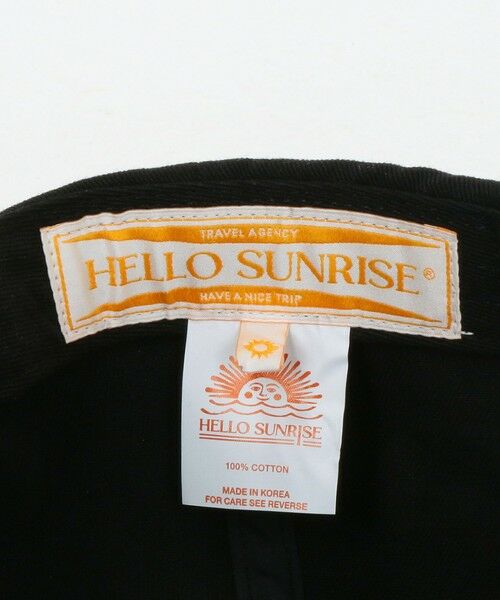 TRAVEL AGENCY
HELLO SUNRISE®
HAVE A NICE TRIP
HELLO SUNRISE
100% COTTON
MADE IN KOREA
FOR CARE SEE REVERSE